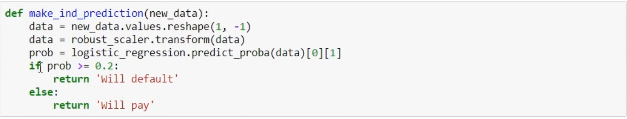 def make_ind_prediction(new_data):
    data = new_data.values.reshape(1, -1)
    data = robust_scaler.transform(data)
    prob = logistic_regression.predict_proba(data)[0][1]
    if prob >= 0.2:
        return 'Will default'
    else:
        return 'Will pay'